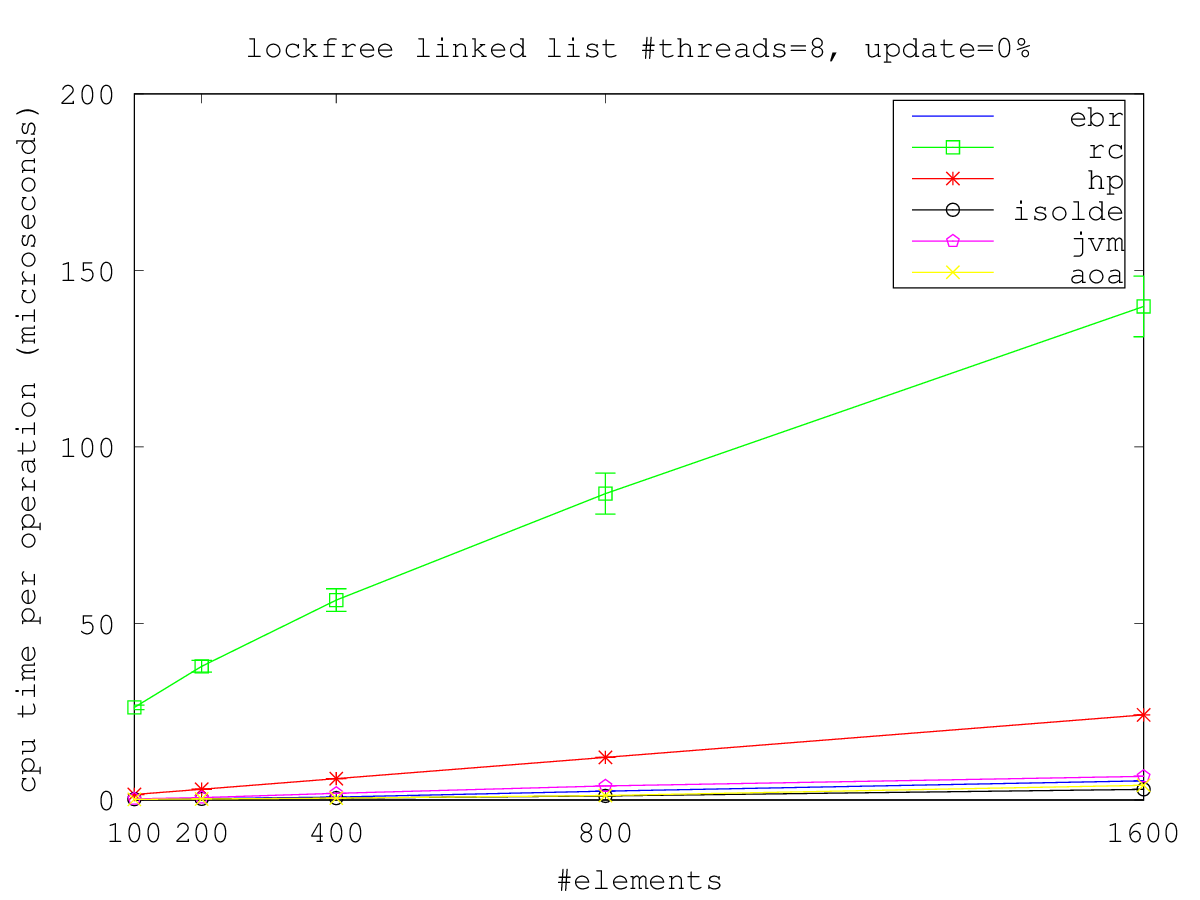 lockfree linked list #threads=8, update=0%
cpu time per operation (microseconds)
200
150
100
50
0
ebr
rc
hp
isolde
jvm
aoa
100 200 400 800 1600
#elements